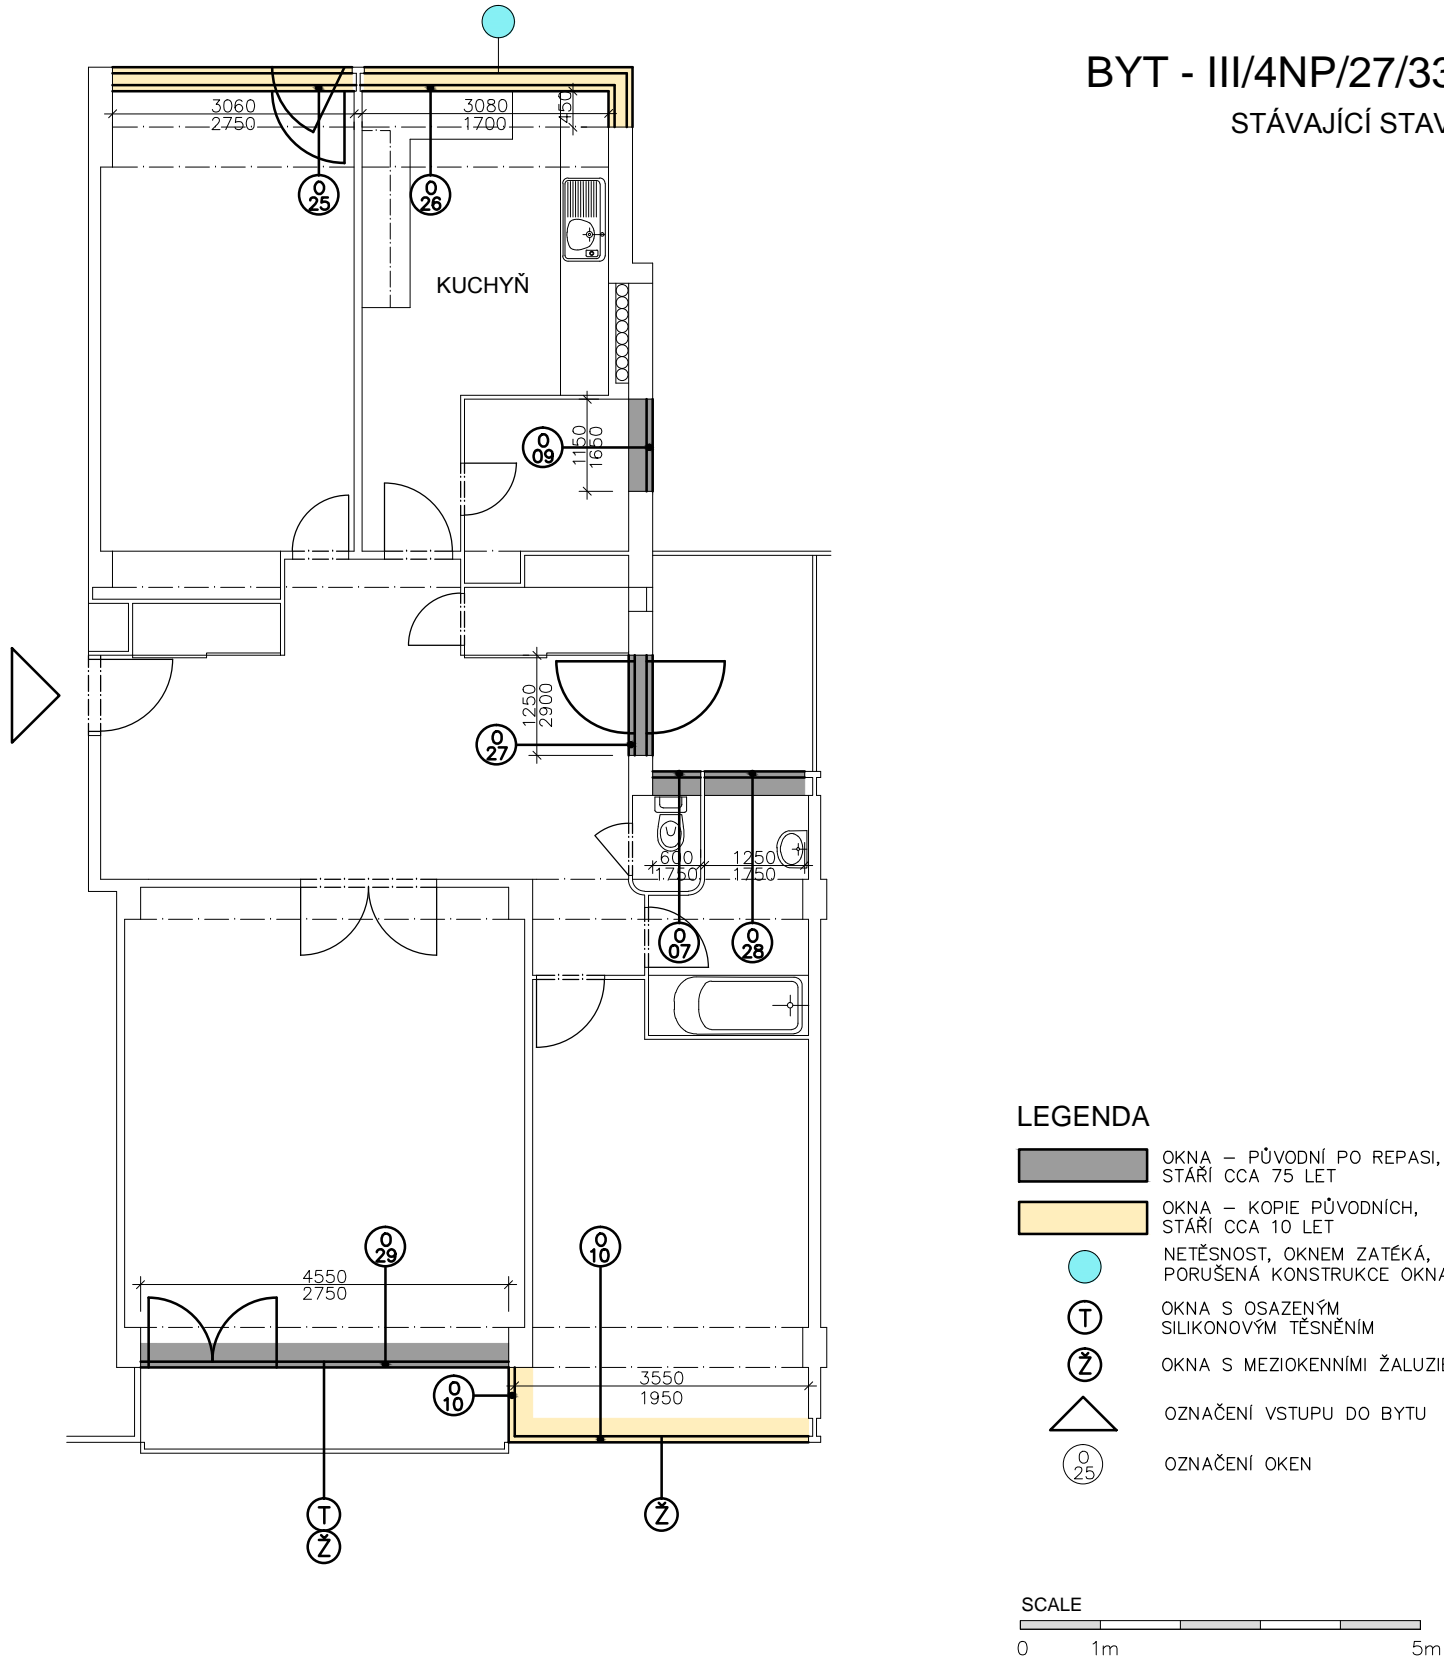 BYT - III/4NP/27/33
STÁVAJÍCÍ STAV
3060
2750
3080
1700
450
O
25
O
26
KUCHYŇ
O
09
1150
1650
1250
2900
O
27
600
1750
1250
1750
O
07
O
28
O
29
O
10
4550
2750
O
10
3550
1950
T
Ž
Ž
LEGENDA
OKNA – PŮVODNÍ PO REPASI,
STÁŘÍ CCA 75 LET
OKNA – KOPIE PŮVODNÍCH,
STÁŘÍ CCA 10 LET
NETĚSNOST, OKNEM ZATÉKÁ,
PORUŠENÁ KONSTRUKCE OKNA
T
OKNA S OSAZENÝM
SILIKONOVÝM TĚSNĚNÍM
Ž
OKNA S MEZIOKENNÍMI ŽALUZIE
OZNAČENÍ VSTUPU DO BYTU
O
25
OZNAČENÍ OKEN
SCALE
0 1m 5m